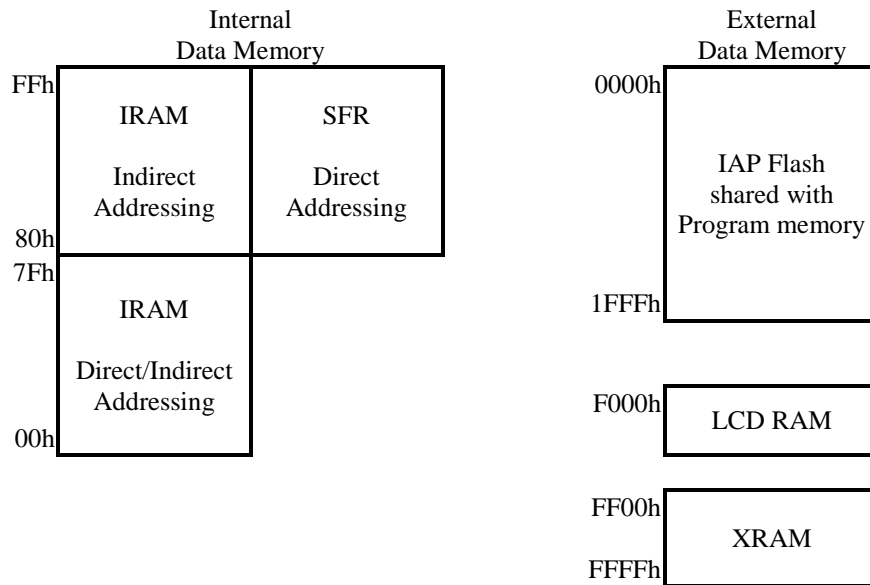 Internal
Data Memory
FFh
IRAM
Indirect
Addressing
80h
SFR
Direct
Addressing
7Fh
IRAM
Direct/Indirect
Addressing
00h
External
Data Memory
0000h
IAP Flash
shared with
Program memory
1FFFh
F000h
LCD RAM
FF00h
XRAM
FFFFh